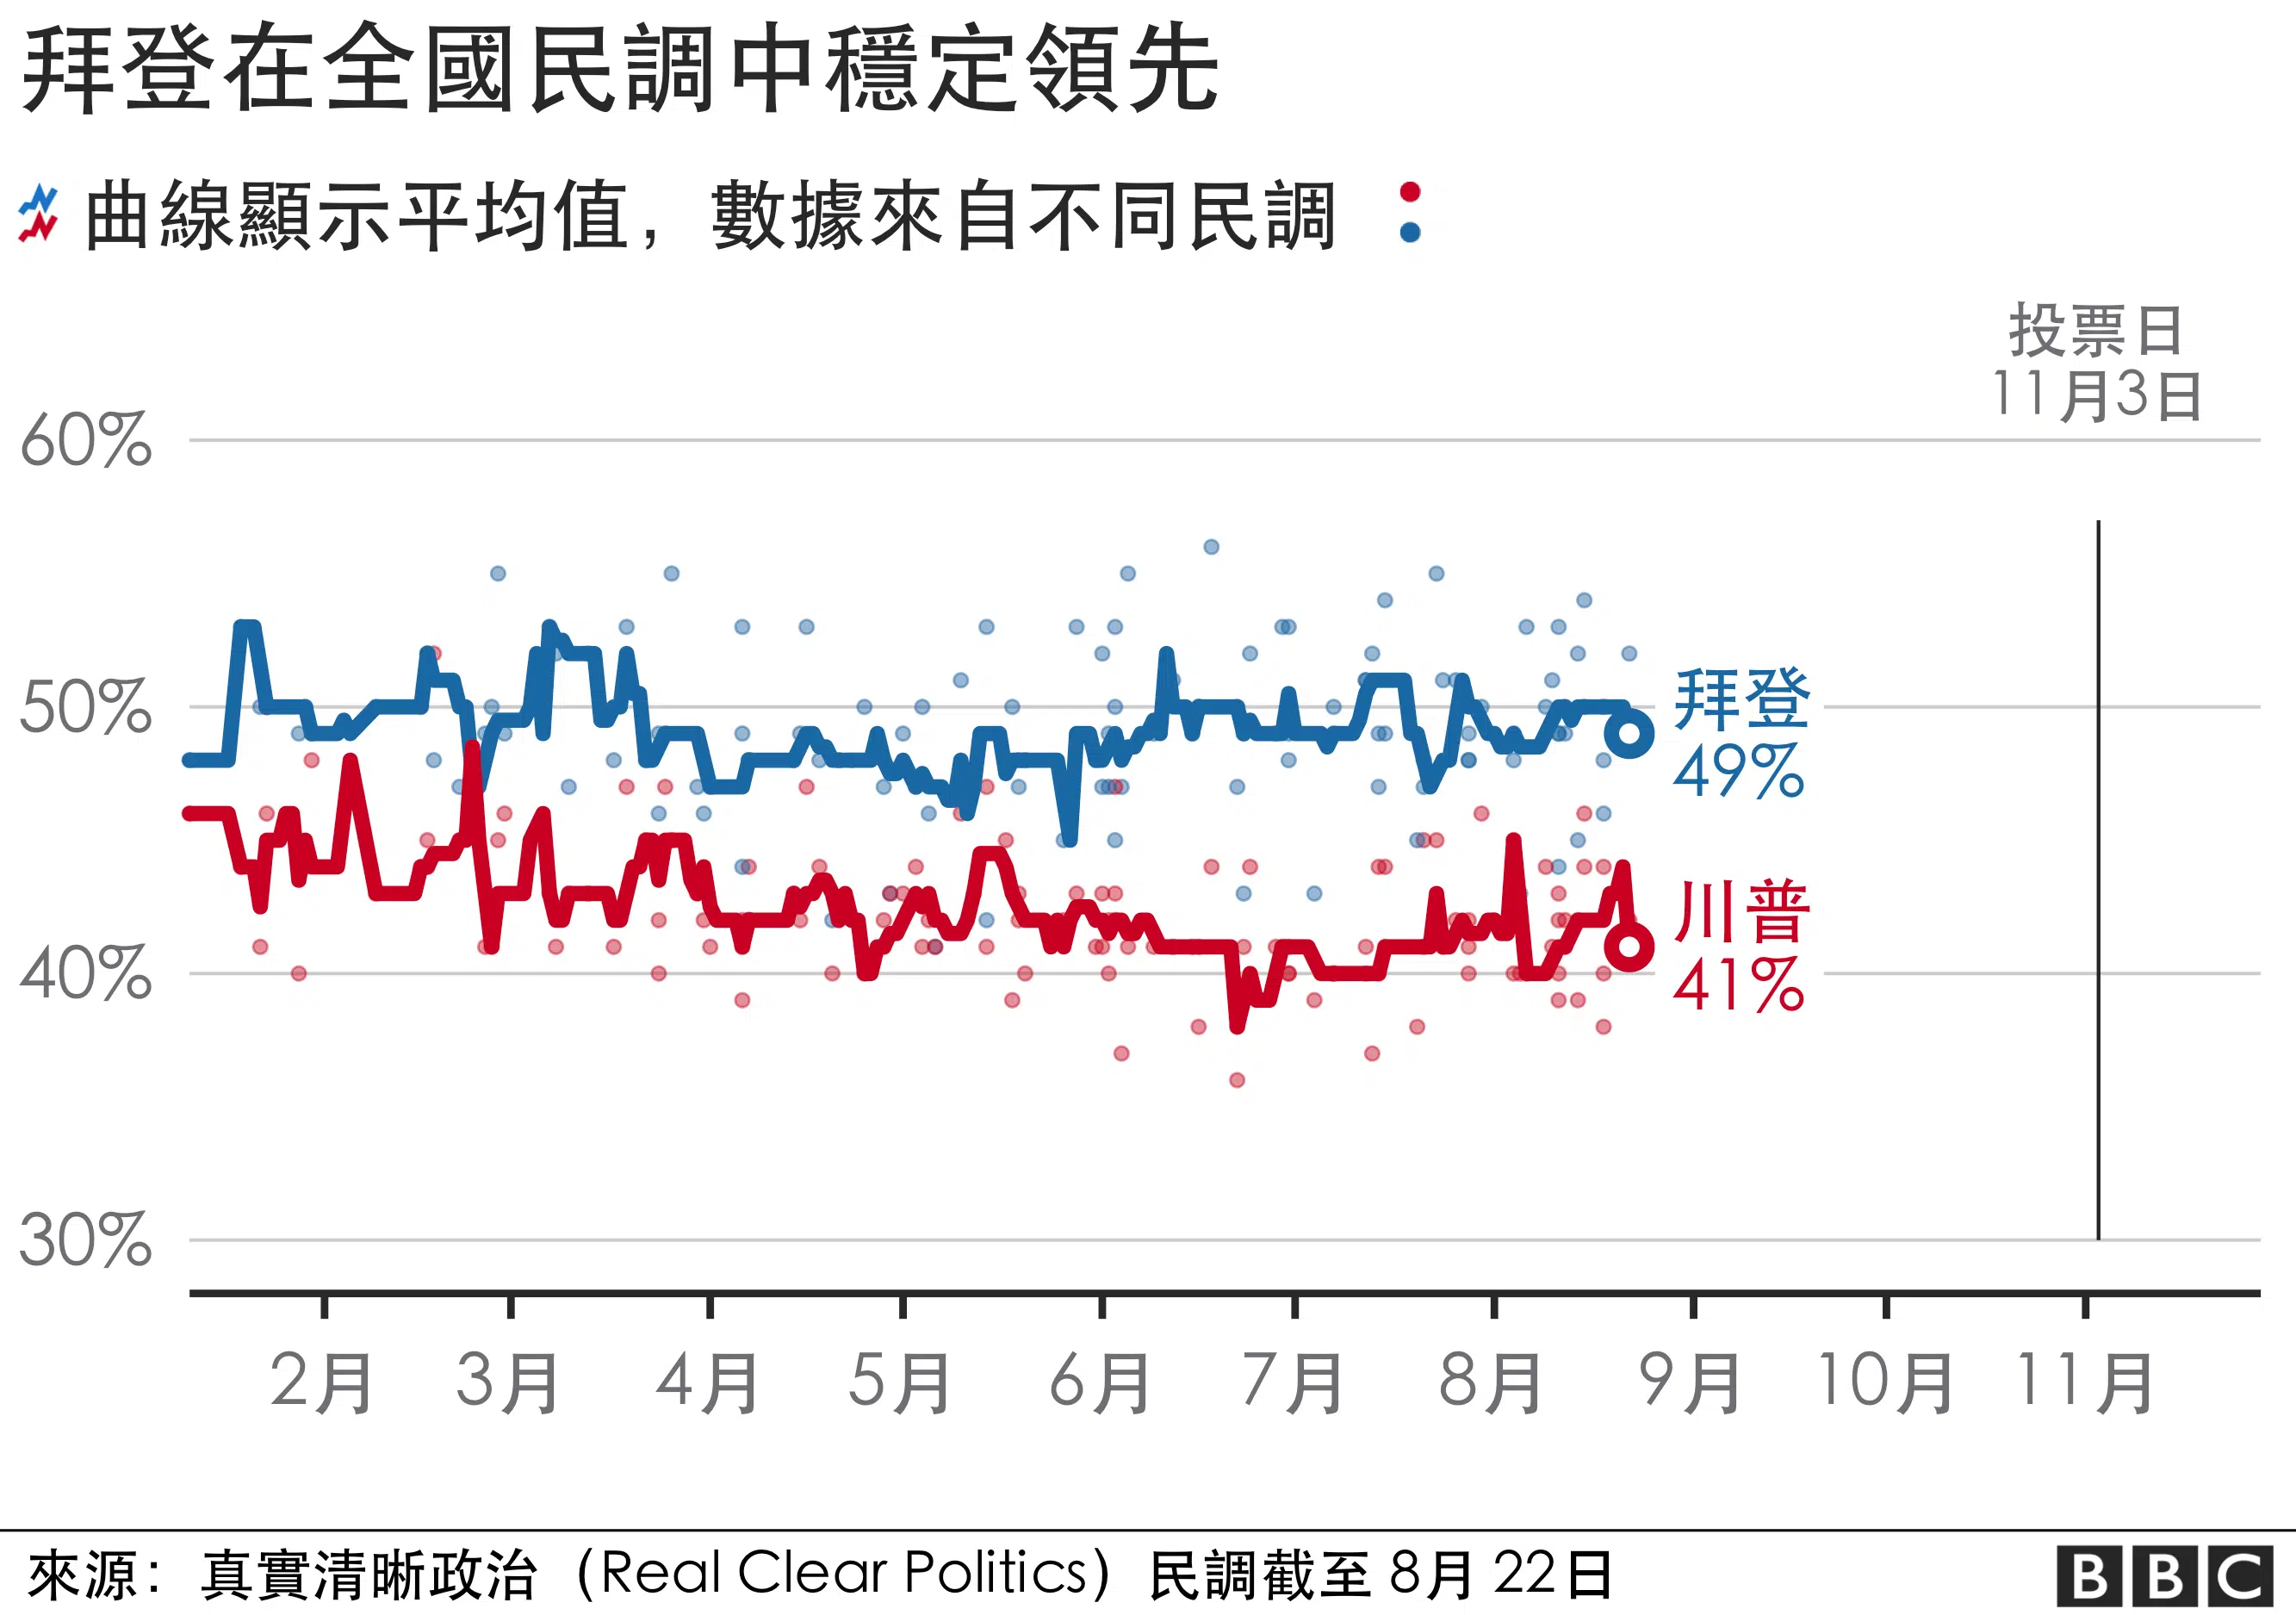 拜登在全國民調中穩定領先
曲線顯示平均值，數據來自不同民調
投票日
11月3日
60%
50%
40%
30%
拜登
49%
川普
41%
2月 3月 4月 5月 6月 7月 8月 9月 10月 11月
來源：真實清晰政治 (Real Clear Politics) 民調截至 8月 22日
BBC